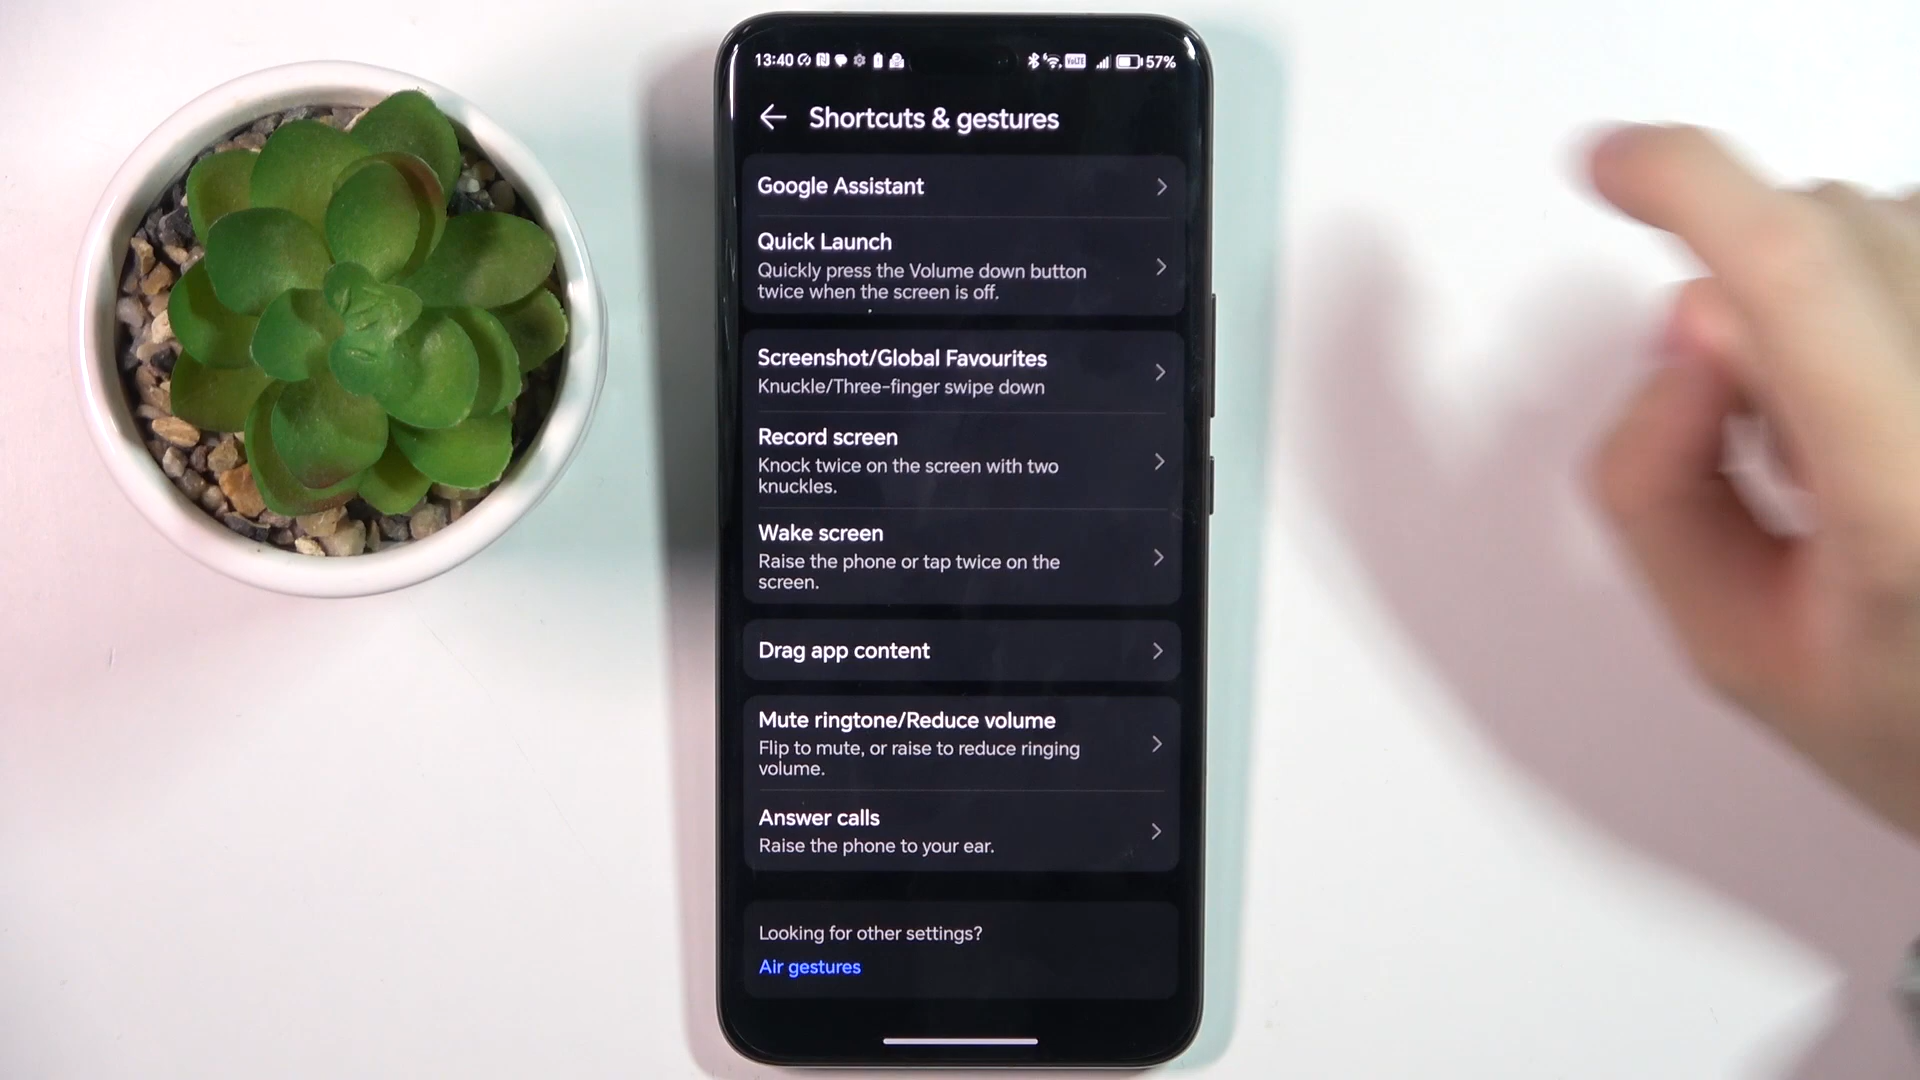 13:40
VoLTE
57%
Shortcuts & gestures
Google Assistant
Quick Launch
Quickly press the Volume down button
twice when the screen is off.
Screenshot/Global Favourites
Knuckle/Three-finger swipe down
Record screen
Knock twice on the screen with two
knuckles.
Wake screen
Raise the phone or tap twice on the
screen.
Drag app content
Mute ringtone/Reduce volume
Flip to mute, or raise to reduce ringing
volume.
Answer calls
Raise the phone to your ear.
Looking for other settings?
Air gestures